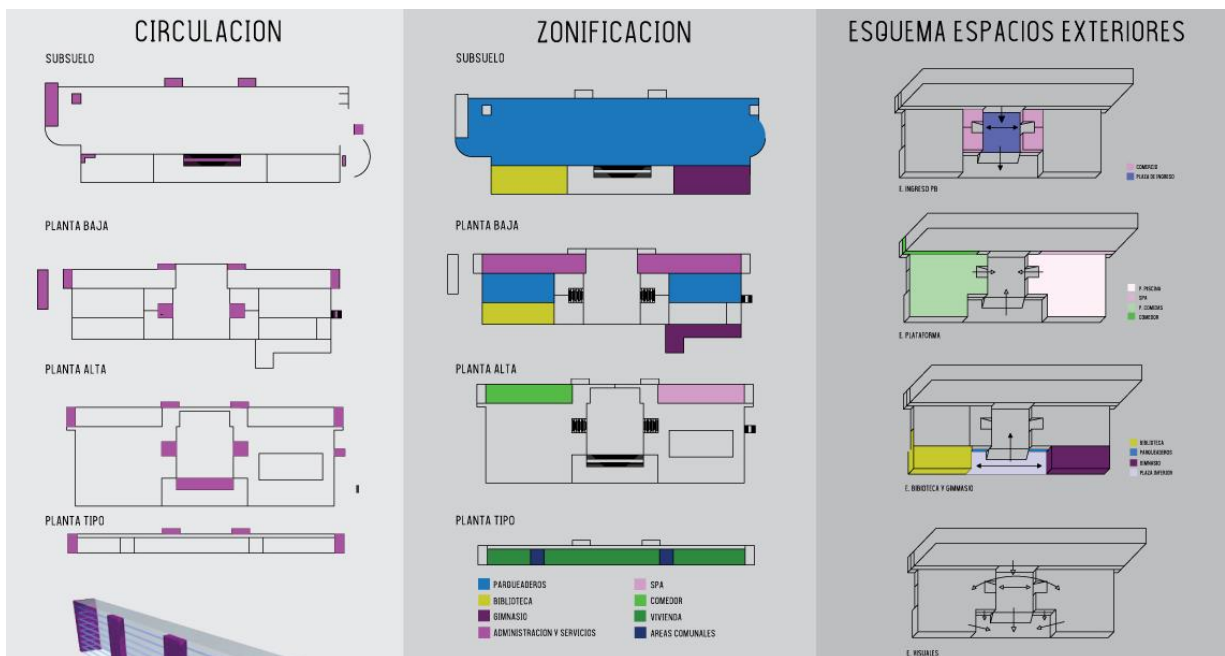 CIRCULACION
SUBSUELO
PLANTA BAJA
PLANTA ALTA
PLANTA TIPO
ZONIFICACION
SUBSUELO
PLANTA BAJA
PLANTA ALTA
PLANTA TIPO
PARQUEADEROS
BIBLIOTECA
GIMNASIO
ADMINISTRACION Y SERVICIOS
SPA
COMEDOR
VIVIENDA
AREAS COMUNALES
ESQUEMA ESPACIOS EXTERIORES
COMERCIO
PLAZA DE INGRESO
E. INGRESO PB
P. PISCINA
SPA
P. COMEDOR
COMEDOR
E. PLATAFORMA
BIBLIOTECA
PARQUEADEROS
GIMNASIO
PLAZA INFERIOR
E. BIBIOTECA Y GIMMASIO
E. VISUALES